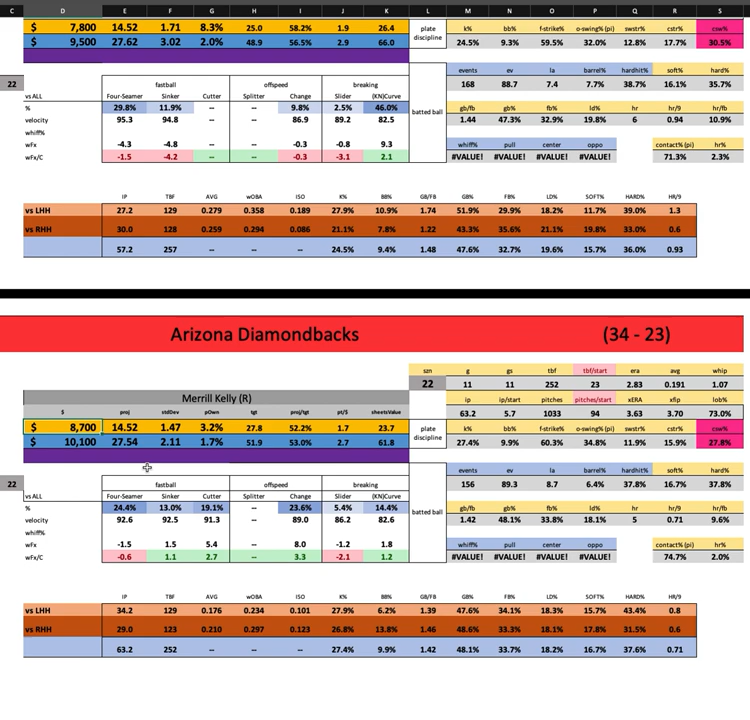 C D E F G H I J K L M N O P Q R S
$ 7,800 14.52 1.71 8.3% 25.0 58.2% 1.9 26.4 plate discipline k% bb% f-strike% o-swing% (pi) swstr% cstr% csw%
$ 9,500 27.62 3.02 2.0% 48.9 56.5% 2.9 66.0 24.5% 9.3% 59.5% 32.0% 12.8% 17.7% 30.5%
events ev la barrel% hardhit% soft% hard%
22 fastball offspeed breaking 168 88.7 7.4 7.7% 38.7% 16.1% 35.7%
vs ALL Four-Seamer Sinker Cutter Splitter Change Slider (KN)Curve
% 29.8% 11.9% -- -- 9.8% 2.5% 46.0% batted ball gb/fb gb% fb% ld% hr hr/9 hr/fb
velocity 95.3 94.8 -- -- 86.9 89.2 82.5 1.44 47.3% 32.9% 19.8% 6 0.94 10.9%
whiff%
wFx -4.3 -4.8 -- -- -0.3 -0.8 9.3 whiff% pull center oppo contact% (pi) hr%
wFx/C -1.5 -4.2 -- -- -0.3 -3.1 2.1 #VALUE! #VALUE! #VALUE! #VALUE! 71.3% 2.3%
IP TBF AVG wOBA ISO K% BB% GB/FB GB% FB% LD% SOFT% HARD% HR/9
vs LHH 27.2 129 0.279 0.358 0.189 27.9% 10.9% 1.74 51.9% 29.9% 18.2% 11.7% 39.0% 1.3
vs RHH 30.0 128 0.259 0.294 0.086 21.1% 7.8% 1.22 43.3% 35.6% 21.1% 19.8% 33.0% 0.6
57.2 257 -- -- -- 24.5% 9.4% 1.48 47.6% 32.7% 19.6% 15.7% 36.0% 0.93
Arizona Diamondbacks (34 - 23)
szn g gs tbf tbf/start era avg whip
22 11 11 252 23 2.83 0.191 1.07
Merrill Kelly (R) ip ip/start pitches pitches/start xERA xfip lob%
$ proj stdDev pOwn tgt proj/tgt pt/$ sheetsValue 63.2 5.7 1033 94 3.63 3.70 73.0%
$ 8,700 14.52 1.47 3.2% 27.8 52.2% 1.7 23.7 plate discipline k% bb% f-strike% o-swing% (pi) swstr% cstr% csw%
$ 10,100 27.54 2.11 1.7% 51.9 53.0% 2.7 61.8 27.4% 9.9% 60.3% 34.8% 11.9% 15.9% 27.8%
events ev la barrel% hardhit% soft% hard%
22 fastball offspeed breaking 156 89.3 8.7 6.4% 37.8% 16.7% 37.8%
vs ALL Four-Seamer Sinker Cutter Splitter Change Slider (KN)Curve
% 24.4% 13.0% 19.1% -- 23.6% 5.4% 14.4% batted ball gb/fb gb% fb% ld% hr hr/9 hr/fb
velocity 92.6 92.5 91.3 -- 89.0 86.2 82.6 1.42 48.1% 33.8% 18.1% 5 0.71 9.6%
whiff%
wFx -1.5 1.5 5.4 -- 8.0 -1.2 1.8 whiff% pull center oppo contact% (pi) hr%
wFx/C -0.6 1.1 2.7 -- 3.3 -2.1 1.2 #VALUE! #VALUE! #VALUE! #VALUE! 74.7% 2.0%
IP TBF AVG wOBA ISO K% BB% GB/FB GB% FB% LD% SOFT% HARD% HR/9
vs LHH 34.2 129 0.176 0.234 0.101 27.9% 6.2% 1.39 47.6% 34.1% 18.3% 15.7% 43.4% 0.8
vs RHH 29.0 123 0.210 0.297 0.123 26.8% 13.8% 1.46 48.6% 33.3% 18.1% 17.8% 31.5% 0.6
63.2 252 -- -- -- 27.4% 9.9% 1.42 48.1% 33.7% 18.2% 16.7% 37.6% 0.71